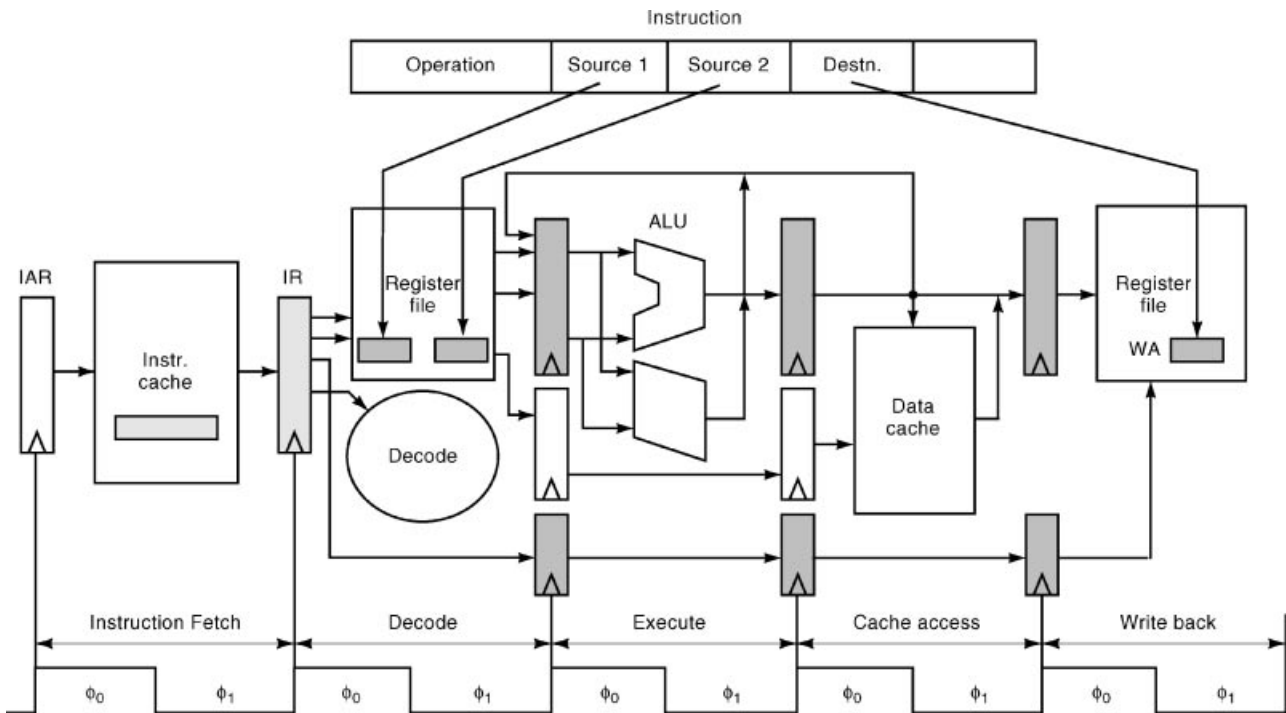 Instruction
Operation Source 1 Source 2 Destn.
ALU
IAR IR
Register
file
Register
file
Instr.
cache
WA
Data
cache
Decode
Instruction Fetch Decode Execute Cache access Write back
ϕ0 ϕ1 ϕ0 ϕ1 ϕ0 ϕ1 ϕ0 ϕ1 ϕ0 ϕ1